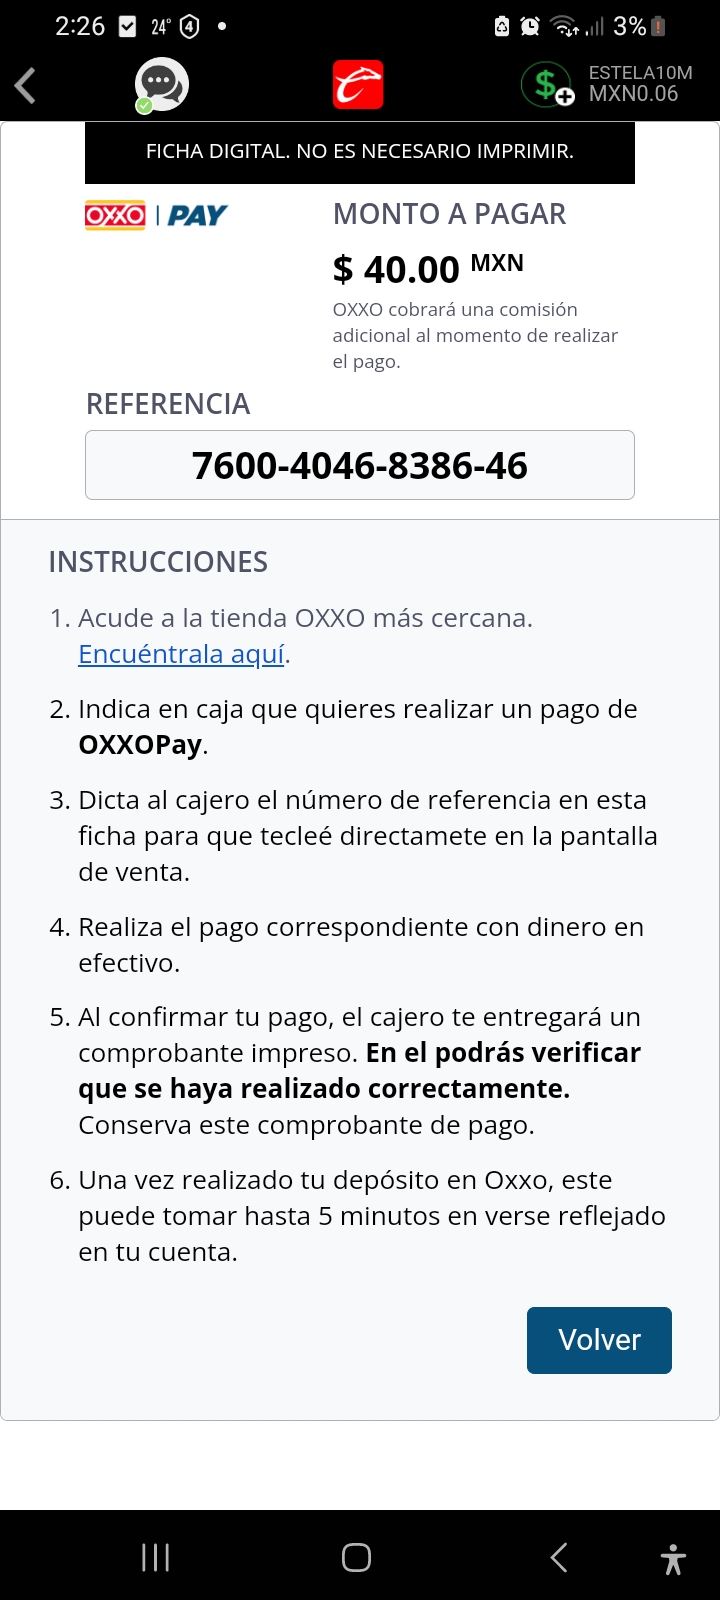 2:26 24° 4 3%
ESTELA10M
MXN0.06
FICHA DIGITAL. NO ES NECESARIO IMPRIMIR.
OXXO | PAY
MONTO A PAGAR
$ 40.00 MXN
OXXO cobrará una comisión
adicional al momento de realizar
el pago.
REFERENCIA
7600-4046-8386-46
INSTRUCCIONES
1. Acude a la tienda OXXO más cercana.
Encuéntrala aquí.
2. Indica en caja que quieres realizar un pago de
OXXOPay.
3. Dicta al cajero el número de referencia en esta
ficha para que tecleé directamete en la pantalla
de venta.
4. Realiza el pago correspondiente con dinero en
efectivo.
5. Al confirmar tu pago, el cajero te entregará un
comprobante impreso. En el podrás verificar
que se haya realizado correctamente.
Conserva este comprobante de pago.
6. Una vez realizado tu depósito en Oxxo, este
puede tomar hasta 5 minutos en verse reflejado
en tu cuenta.
Volver